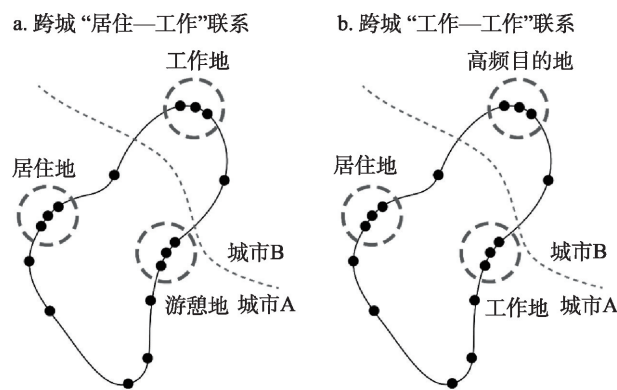 a. 跨城“居住—工作”联系
工作地
居住地
城市B
游憩地 城市A
b. 跨城“工作—工作”联系
高频目的地
居住地
城市B
工作地 城市A